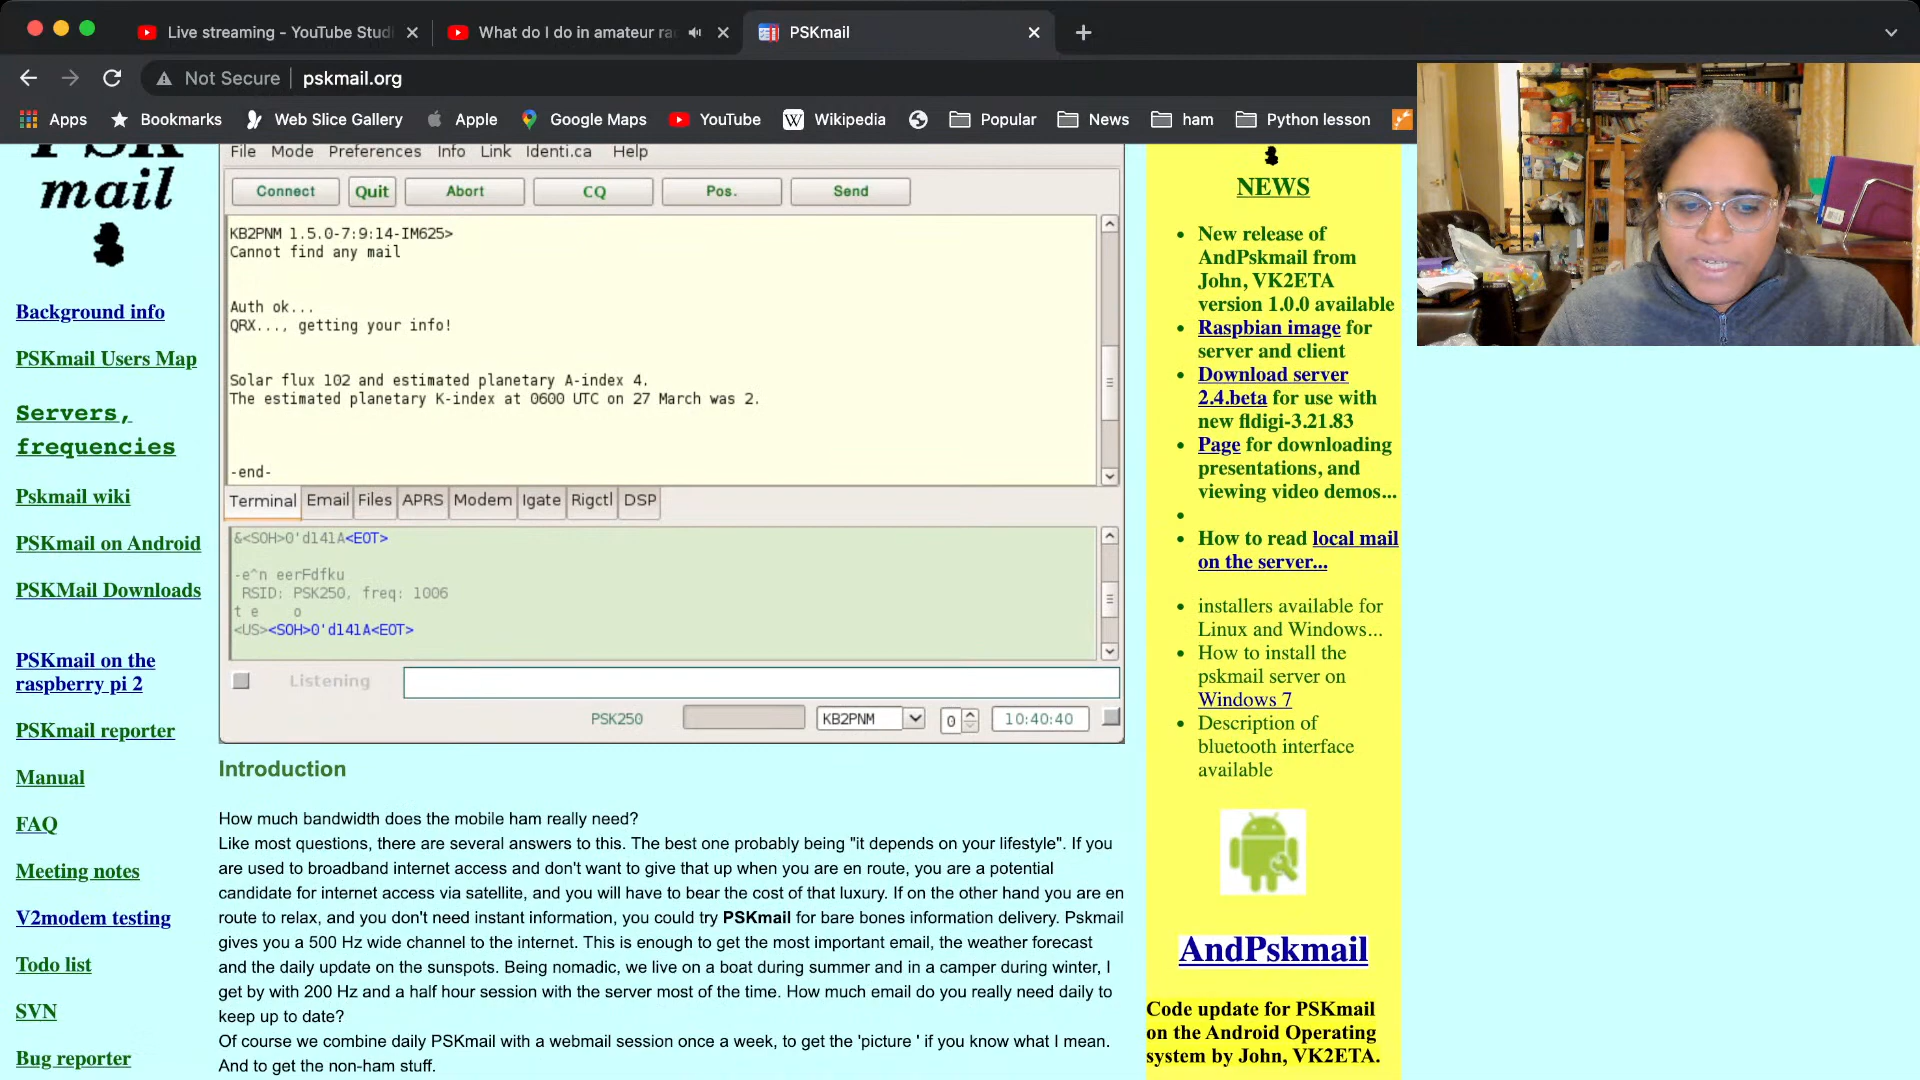 Live streaming - YouTube Studi
What do I do in amateur ra
PSKmail
Not Secure
pskmail.org
Apps
Bookmarks
Web Slice Gallery
Apple
Google Maps
YouTube
Wikipedia
Popular
News
ham
Python lesson
PSK
mail
Background info
PSKmail Users Map
Servers,
frequencies
Pskmail wiki
PSKmail on Android
PSKMail Downloads
PSKmail on the
raspberry pi 2
PSKmail reporter
Manual
FAQ
Meeting notes
V2modem testing
Todo list
SVN
Bug reporter
File Mode Preferences Info Link Identi.ca Help
Connect Quit Abort CQ Pos. Send
KB2PNM 1.5.0-7:9:14-IM625>
Cannot find any mail
Auth ok...
QRX..., getting your info!
Solar flux 102 and estimated planetary A-index 4.
The estimated planetary K-index at 0600 UTC on 27 March was 2.
-end-
Terminal Email Files APRS Modem Igate Rigctl DSP
&<SOH>0'd141A<EOT>
-e^n eerFdfku
RSID: PSK250, freq: 1006
t e o
<US><SOH>0'd141A<EOT>
Listening
PSK250 KB2PNM 0 10:40:40
Introduction
How much bandwidth does the mobile ham really need?
Like most questions, there are several answers to this. The best one probably being "it depends on your lifestyle". If you
are used to broadband internet access and don't want to give that up when you are en route, you are a potential
candidate for internet access via satellite, and you will have to bear the cost of that luxury. If on the other hand you are en
route to relax, and you don't need instant information, you could try PSKmail for bare bones information delivery. Pskmail
gives you a 500 Hz wide channel to the internet. This is enough to get the most important email, the weather forecast
and the daily update on the sunspots. Being nomadic, we live on a boat during summer and in a camper during winter, I
get by with 200 Hz and a half hour session with the server most of the time. How much email do you really need daily to
keep up to date?
Of course we combine daily PSKmail with a webmail session once a week, to get the 'picture ' if you know what I mean.
And to get the non-ham stuff.
NEWS
New release of
AndPskmail from
John, VK2ETA
version 1.0.0 available
Raspbian image for
server and client
Download server
2.4.beta for use with
new fldigi-3.21.83
Page for downloading
presentations, and
viewing video demos...
How to read local mail
on the server...
installers available for
Linux and Windows...
How to install the
pskmail server on
Windows 7
Description of
bluetooth interface
available
AndPskmail
Code update for PSKmail
on the Android Operating
system by John, VK2ETA.